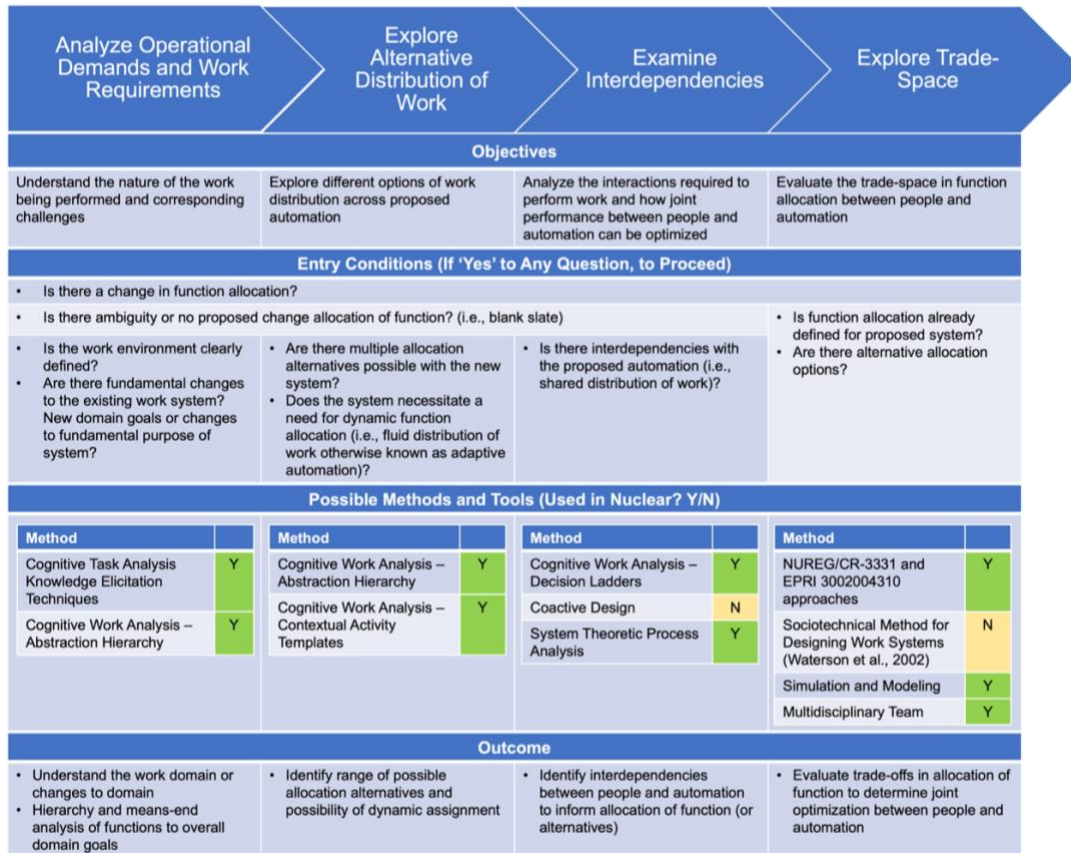 Analyze Operational
Demands and Work
Requirements
Explore
Alternative
Distribution of
Work
Examine
Interdependencies
Explore Trade-
Space
Objectives
Understand the nature of the work
being performed and corresponding
challenges
Explore different options of work
distribution across proposed
automation
Analyze the interactions required to
perform work and how joint
performance between people and
automation can be optimized
Evaluate the trade-space in function
allocation between people and
automation
Entry Conditions (If ‘Yes’ to Any Question, to Proceed)
• Is there a change in function allocation?
• Is there ambiguity or no proposed change allocation of function? (i.e., blank slate)
• Is the work environment clearly
defined?
• Are there fundamental changes
to the existing work system?
New domain goals or changes
to fundamental purpose of
system?
• Are there multiple allocation
alternatives possible with the new
system?
• Does the system necessitate a
need for dynamic function
allocation (i.e., fluid distribution of
work otherwise known as adaptive
automation)?
• Is there interdependencies with
the proposed automation (i.e.,
shared distribution of work)?
• Is function allocation already
defined for proposed system?
• Are there alternative allocation
options?
Possible Methods and Tools (Used in Nuclear? Y/N)
Method
Cognitive Task Analysis Y
Knowledge Elicitation
Techniques
Cognitive Work Analysis – Y
Abstraction Hierarchy
Method
Cognitive Work Analysis – Y
Abstraction Hierarchy
Cognitive Work Analysis – Y
Contextual Activity
Templates
Method
Cognitive Work Analysis – Y
Decision Ladders
Coactive Design N
System Theoretic Process Y
Analysis
Method
NUREG/CR-3331 and Y
EPRI 3002004310
approaches
Sociotechnical Method for N
Designing Work Systems
(Waterson et al., 2002)
Simulation and Modeling Y
Multidisciplinary Team Y
Outcome
• Understand the work domain or
changes to domain
• Hierarchy and means-end
analysis of functions to overall
domain goals
• Identify range of possible
allocation alternatives and
possibility of dynamic assignment
• Identify interdependencies
between people and automation
to inform allocation of function (or
alternatives)
• Evaluate trade-offs in allocation of
function to determine joint
optimization between people and
automation